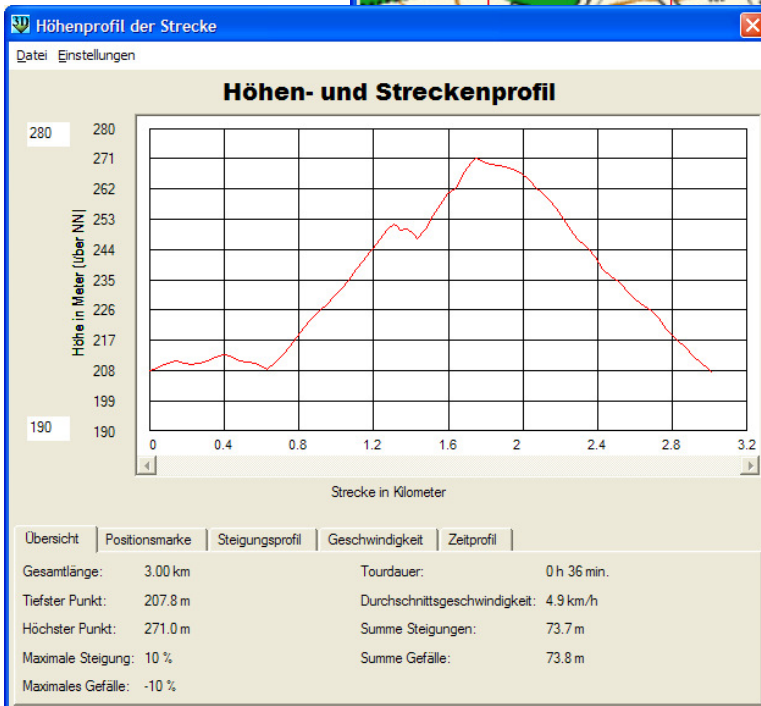 Höhenprofil der Strecke
Datei Einstellungen
Höhen- und Streckenprofil
280
190
Höhe in Meter (über NN)
280
271
262
253
244
235
226
217
208
199
190
0 0.4 0.8 1.2 1.6 2 2.4 2.8 3.2
Strecke in Kilometer
Übersicht Positionsmarke Steigungsprofil Geschwindigkeit Zeitprofil
Gesamtlänge: 3.00 km Tourdauer: 0 h 36 min.
Tiefster Punkt: 207.8 m Durchschnittsgeschwindigkeit: 4.9 km/h
Höchster Punkt: 271.0 m Summe Steigungen: 73.7 m
Maximale Steigung: 10 % Summe Gefälle: 73.8 m
Maximales Gefälle: -10 %